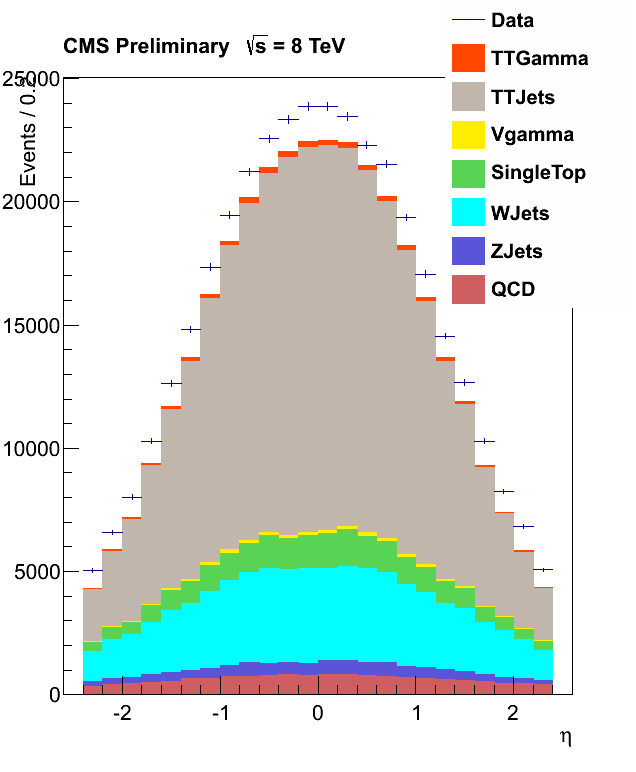 CMS Preliminary √s = 8 TeV
Data
TTGamma
TTJets
Vgamma
SingleTop
WJets
ZJets
QCD
Events / 0.2
25000
20000
15000
10000
5000
0
-2 -1 0 1 2
η